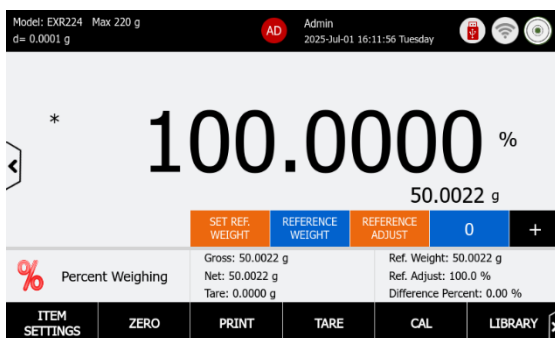 Model: EXR224 Max 220 g
d= 0.0001 g
AD
Admin
2025-Jul-01 16:11:56 Tuesday
*
100.0000 %
50.0022 g
SET REF.
WEIGHT
REFERENCE
WEIGHT
REFERENCE
ADJUST
0
+
% Percent Weighing
Gross: 50.0022 g
Net: 50.0022 g
Tare: 0.0000 g
Ref. Weight: 50.0022 g
Ref. Adjust: 100.0 %
Difference Percent: 0.00 %
ITEM
SETTINGS
ZERO
PRINT
TARE
CAL
LIBRARY